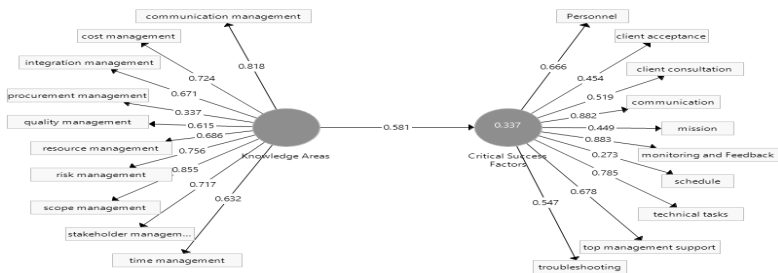 communication management
cost management
integration management
procurement management
quality management
resource management
risk management
scope management
stakeholder managem...
time management
0.818
0.724
0.671
0.337
0.615
0.686
0.756
0.855
0.717
0.632
Knowledge Areas
0.581
0.337
Critical Success
Factors
0.666
0.454
0.519
0.882
0.449
0.883
0.273
0.785
0.678
0.547
Personnel
client acceptance
client consultation
communication
mission
monitoring and Feedback
schedule
technical tasks
top management support
troubleshooting